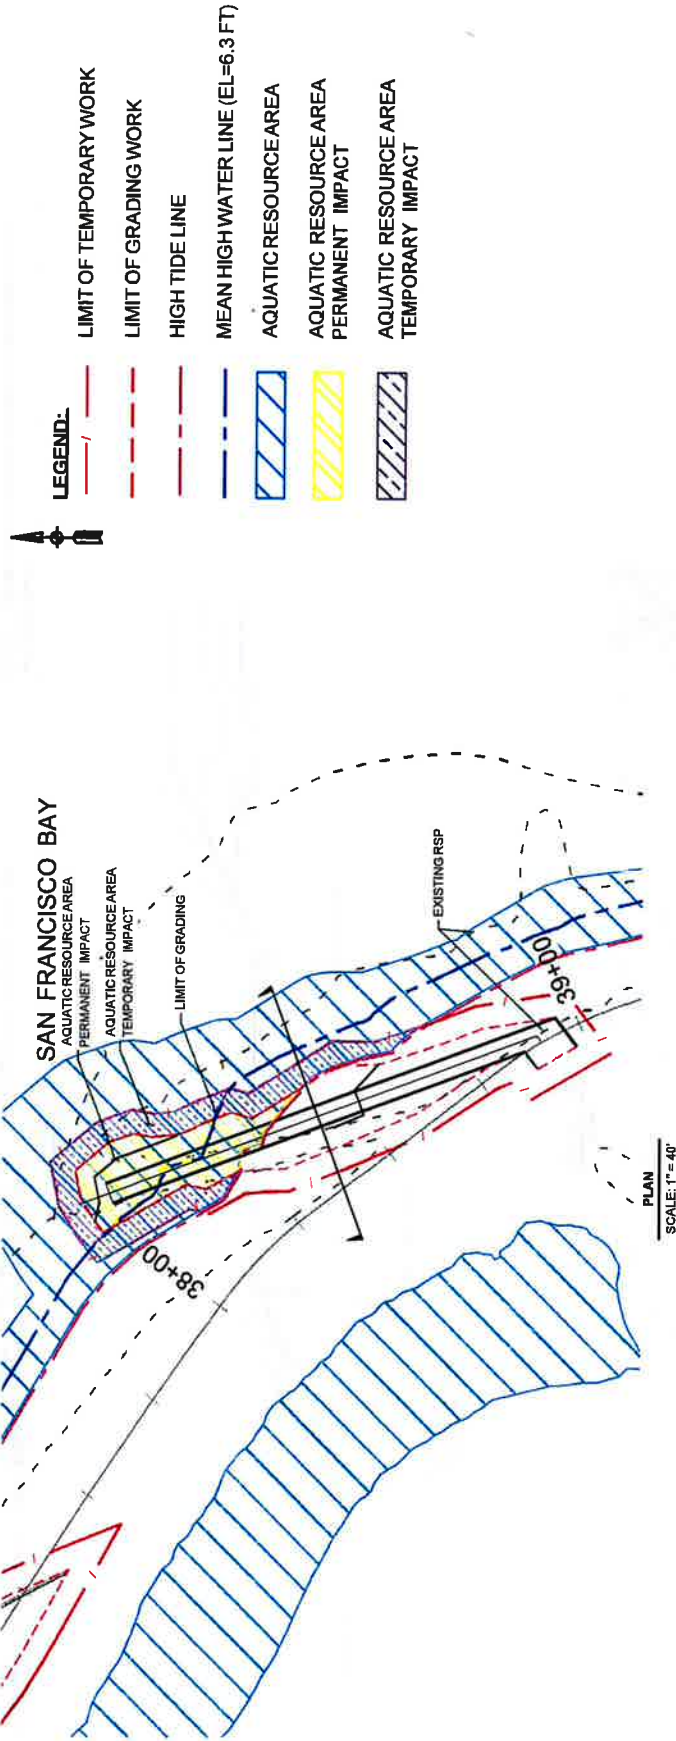 SAN FRANCISCO BAY
AQUATIC RESOURCE AREA
PERMANENT IMPACT
AQUATIC RESOURCE AREA
TEMPORARY IMPACT
LIMIT OF GRADING
EXISTING RSP
38+00
39+00
PLAN
SCALE: 1" = 40'
LEGEND:
LIMIT OF TEMPORARY WORK
LIMIT OF GRADING WORK
HIGH TIDE LINE
MEAN HIGH WATER LINE (EL=6.3 FT)
AQUATIC RESOURCE AREA
AQUATIC RESOURCE AREA
PERMANENT IMPACT
AQUATIC RESOURCE AREA
TEMPORARY IMPACT